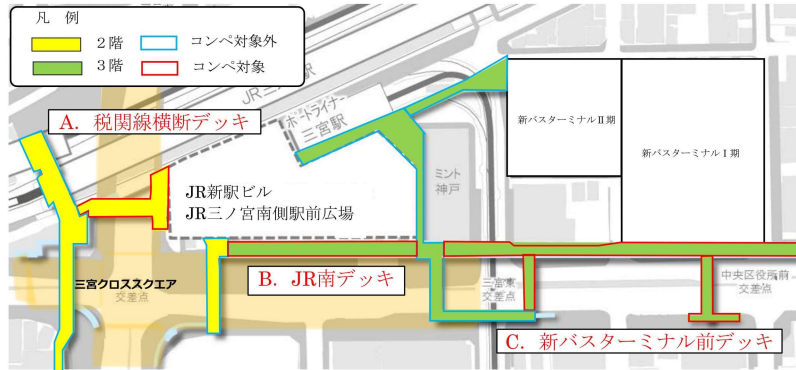 凡 例
2階
コンペ対象外
3階
コンペ対象
A. 税関線横断デッキ
JR三ノ宮駅
ポートライナー
三宮駅
新バスターミナルⅡ期
新バスターミナルⅠ期
ミント
神戸
JR新駅ビル
JR三ノ宮南側駅前広場
三宮クロススクエア
交差点
B. JR南デッキ
三宮東
交差点
中央区役所前
交差点
C. 新バスターミナル前デッキ